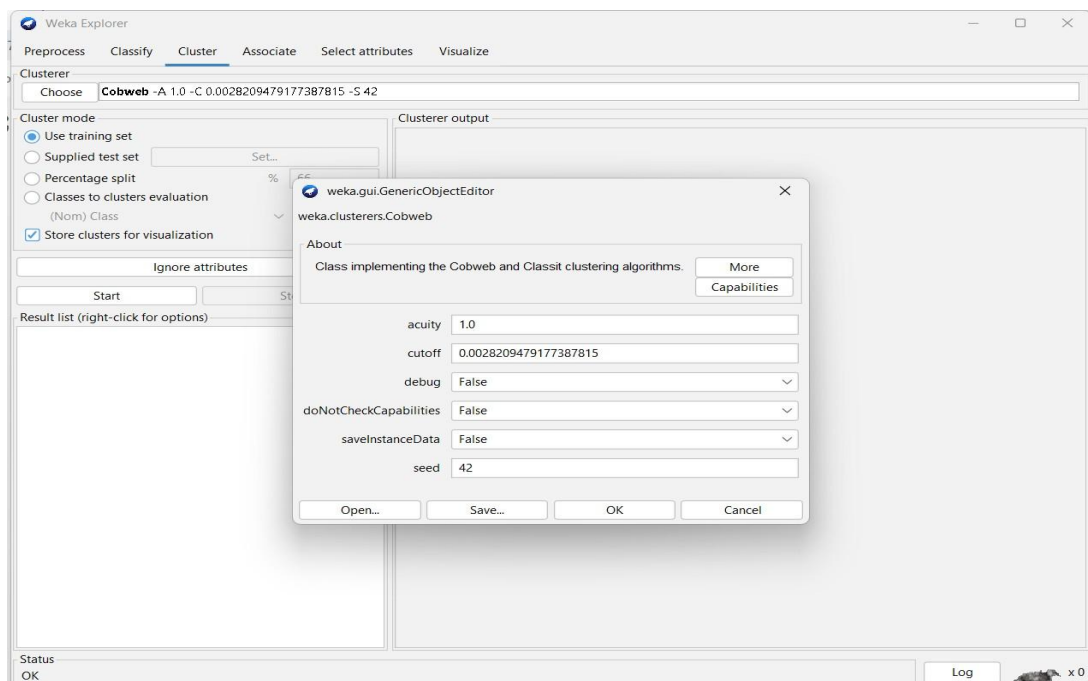 Weka Explorer
Preprocess Classify Cluster Associate Select attributes Visualize
Clusterer
Choose Cobweb -A 1.0 -C 0.0028209479177387815 -S 42
Cluster mode
Use training set
Supplied test set Set...
Percentage split %
Classes to clusters evaluation
(Nom) Class
Store clusters for visualization
Ignore attributes
Start
Result list (right-click for options)
Clusterer output
weka.gui.GenericObjectEditor
weka.clusterers.Cobweb
About
Class implementing the Cobweb and Classit clustering algorithms. More
Capabilities
acuity 1.0
cutoff 0.0028209479177387815
debug False
doNotCheckCapabilities False
saveInstanceData False
seed 42
Open... Save... OK Cancel
Status
OK
Log x 0